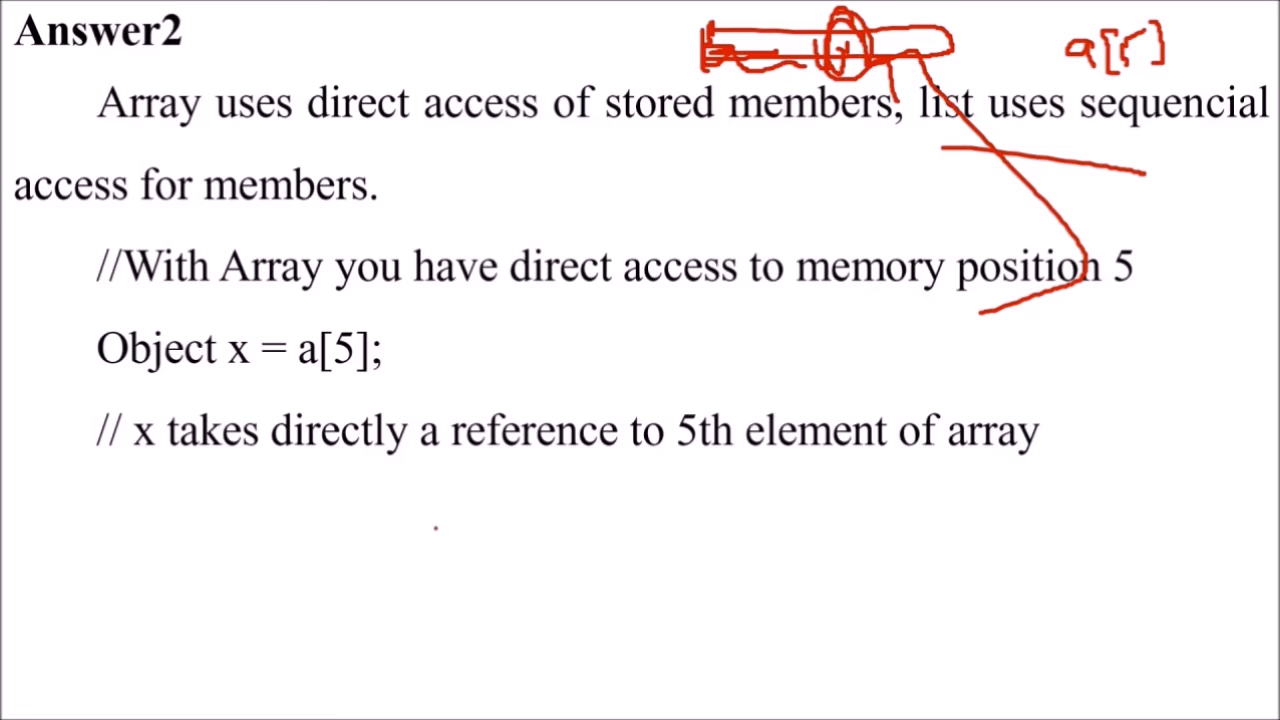 Answer2
a[5]
Array uses direct access of stored members, list uses sequencial
access for members.
//With Array you have direct access to memory position 5
Object x = a[5];
// x takes directly a reference to 5th element of array